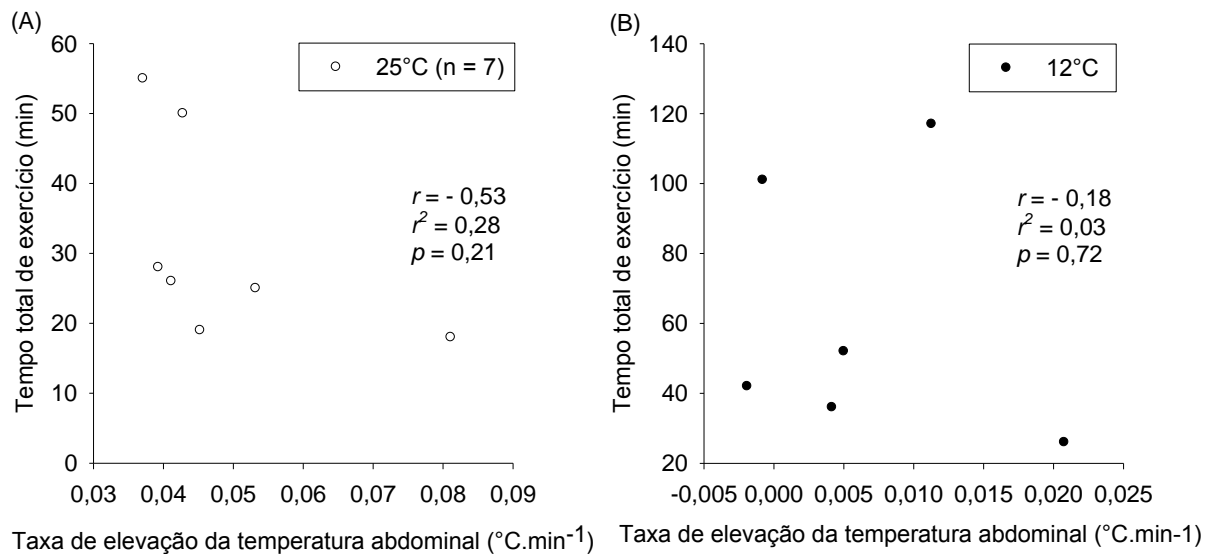 (A)
Tempo total de exercício (min)
60
50
40
30
20
10
0
25°C (n = 7)
r = - 0,53
r² = 0,28
p = 0,21
0,03 0,04 0,05 0,06 0,07 0,08 0,09
Taxa de elevação da temperatura abdominal (°C.min⁻¹)
(B)
Tempo total de exercício (min)
140
120
100
80
60
40
20
12°C
r = - 0,18
r² = 0,03
p = 0,72
-0,005 0,000 0,005 0,010 0,015 0,020 0,025
Taxa de elevação da temperatura abdominal (°C.min-1)